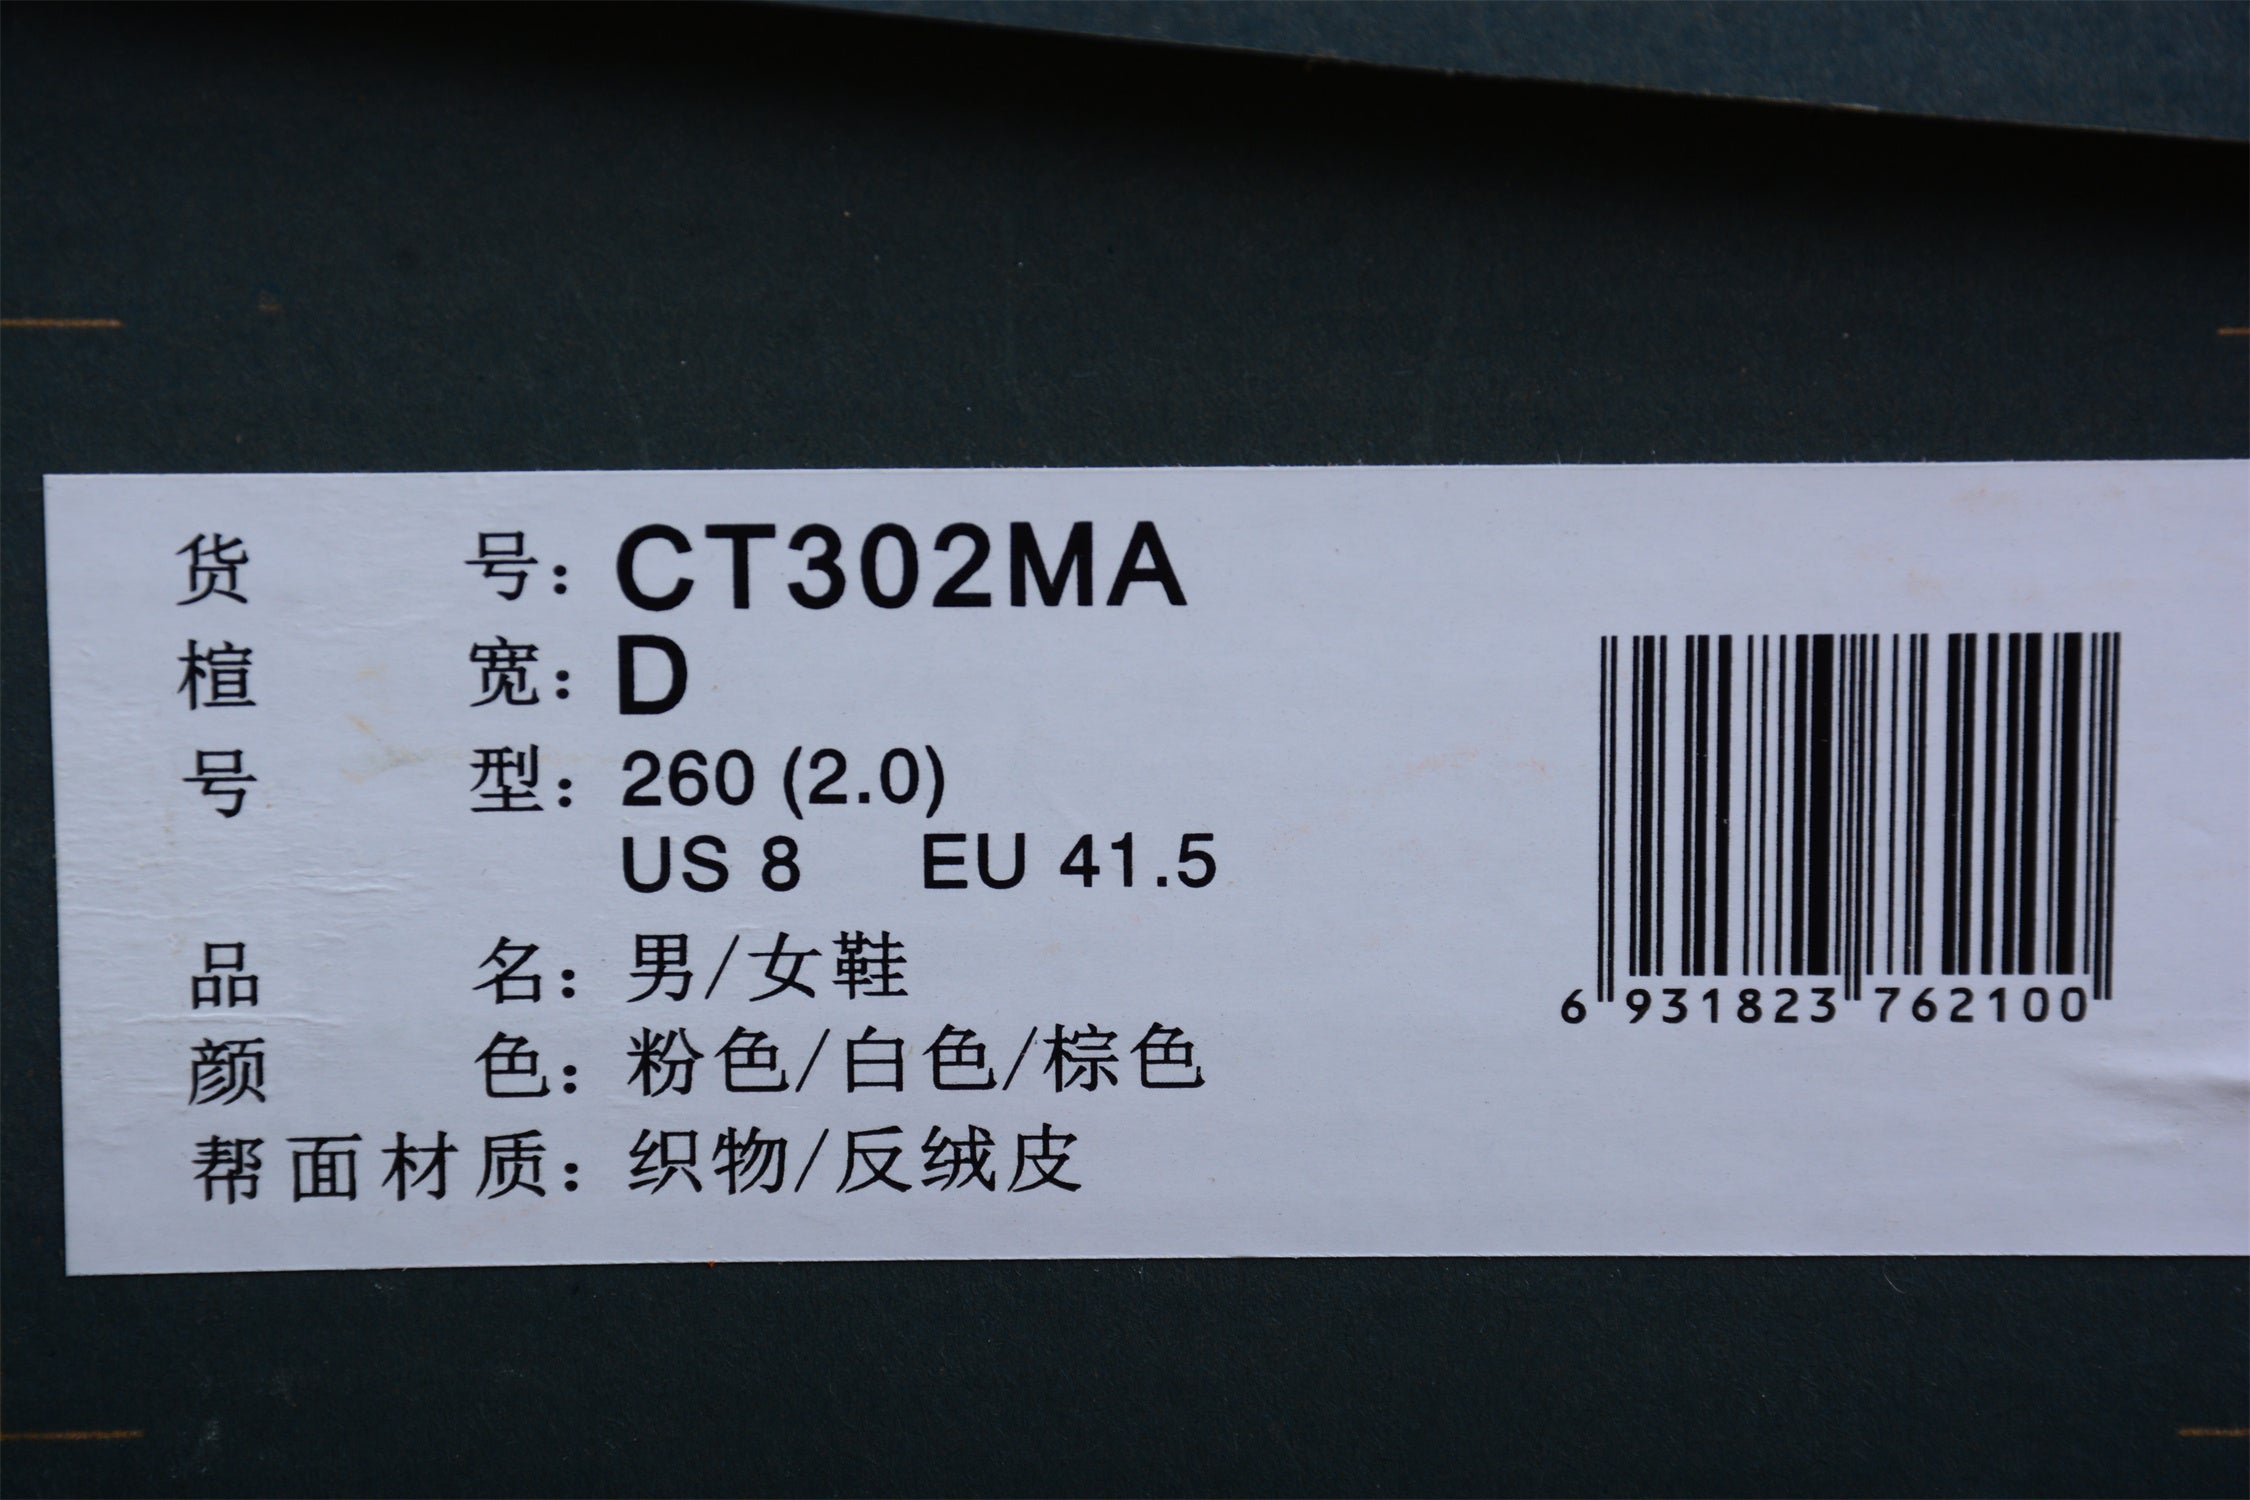 货号：CT302MA
楦宽：D
号型：260 (2.0)
US 8 EU 41.5
品名：男/女鞋
颜色：粉色/白色/棕色
帮面材质：织物/反绒皮
6 931823 762100